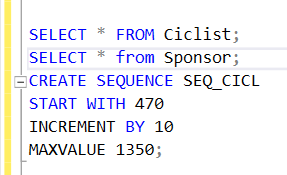 SELECT * FROM Ciclist;
SELECT * from Sponsor;
CREATE SEQUENCE SEQ_CICL
START WITH 470
INCREMENT BY 10
MAXVALUE 1350;